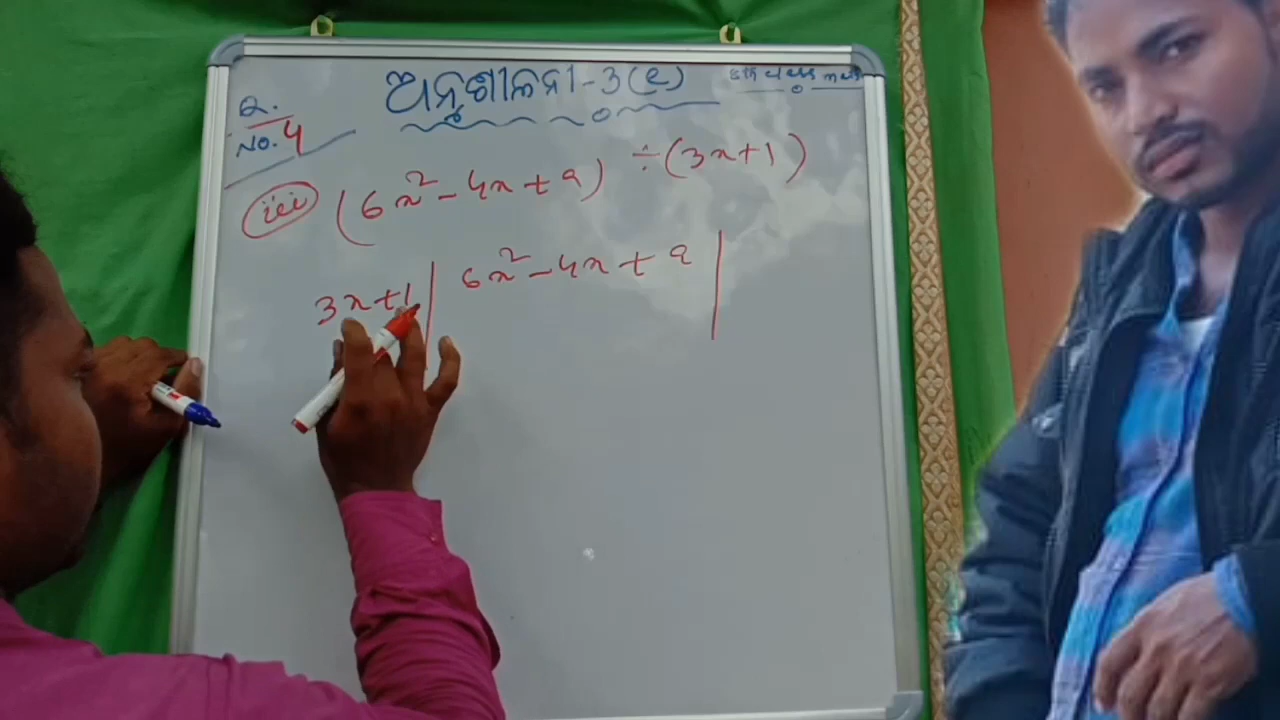 ଅନୁଶୀଳନୀ-3(e)
Q.
NO. 4
iii (6x² - 4x + 9) ÷ (3x+1)
3x+1 | 6x² - 4x + 9 |